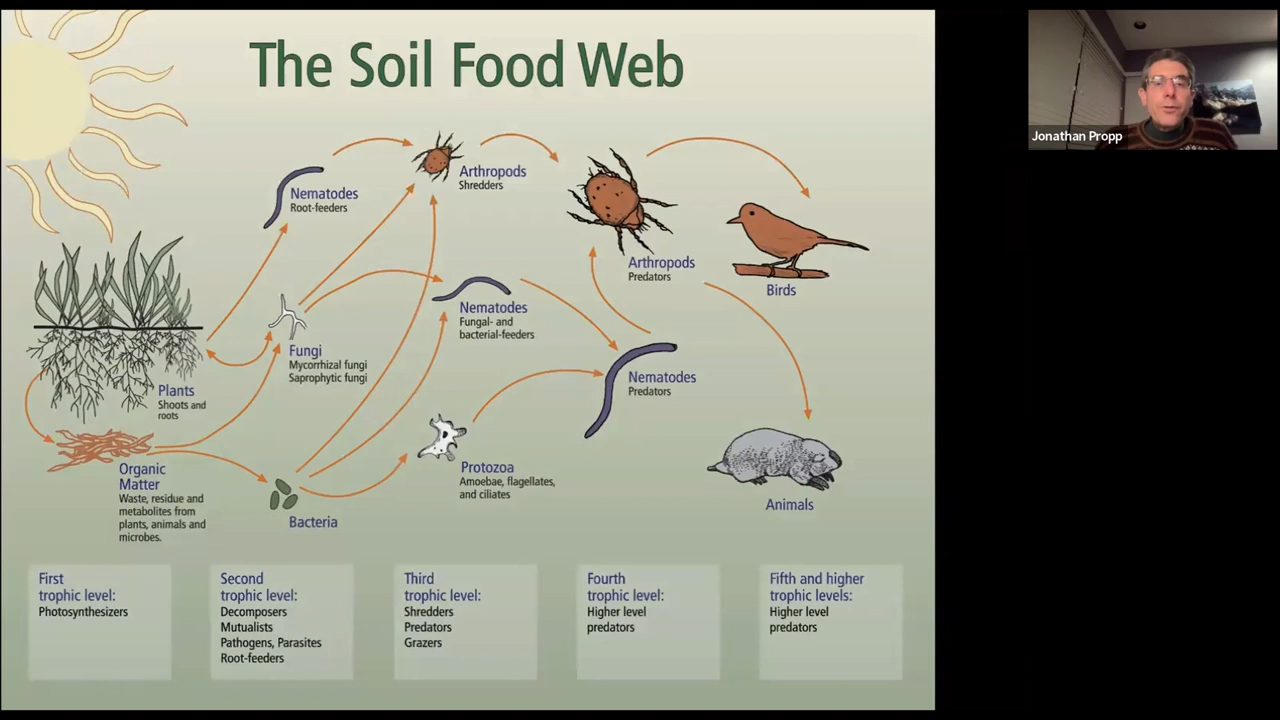 The Soil Food Web
Jonathan Propp
Nematodes
Root-feeders
Arthropods
Shredders
Arthropods
Predators
Birds
Nematodes
Fungal- and
bacterial-feeders
Fungi
Mycorrhizal fungi
Saprophytic fungi
Nematodes
Predators
Plants
Shoots and
roots
Organic
Matter
Waste, residue and
metabolites from
plants, animals and
microbes.
Bacteria
Protozoa
Amoebae, flagellates,
and ciliates
Animals
First
trophic level:
Photosynthesizers
Second
trophic level:
Decomposers
Mutualists
Pathogens, Parasites
Root-feeders
Third
trophic level:
Shredders
Predators
Grazers
Fourth
trophic level:
Higher level
predators
Fifth and higher
trophic levels:
Higher level
predators